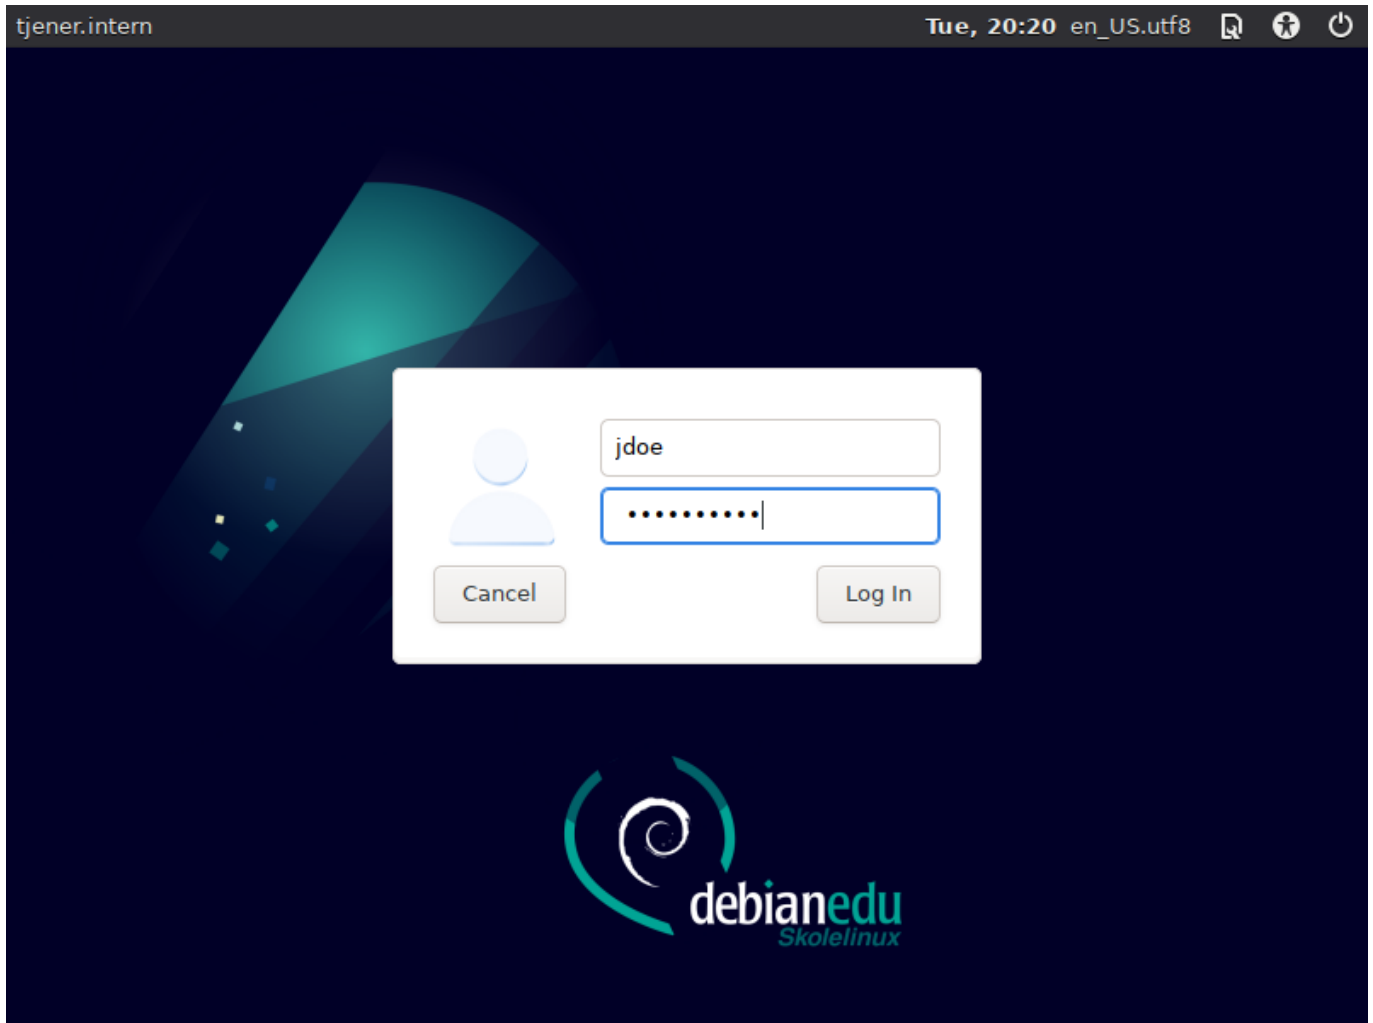 tjener.intern
Tue, 20:20 en_US.utf8
jdoe
••••••••••
Cancel
Log In
debianedu
Skolelinux